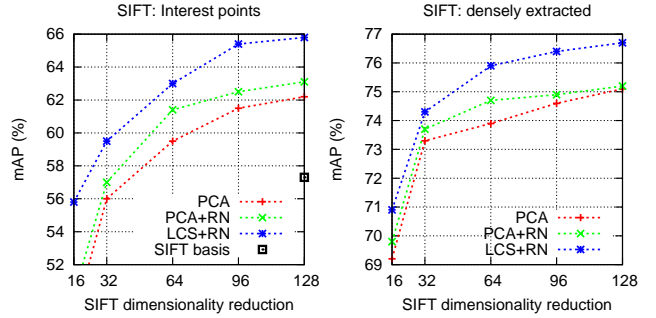 SIFT: Interest points
66
64
62
60
58
56
54
52
mAP (%)
PCA
PCA+RN
LCS+RN
SIFT basis
16 32 64 96 128
SIFT dimensionality reduction
SIFT: densely extracted
77
76
75
74
73
72
71
70
69
mAP (%)
PCA
PCA+RN
LCS+RN
16 32 64 96 128
SIFT dimensionality reduction